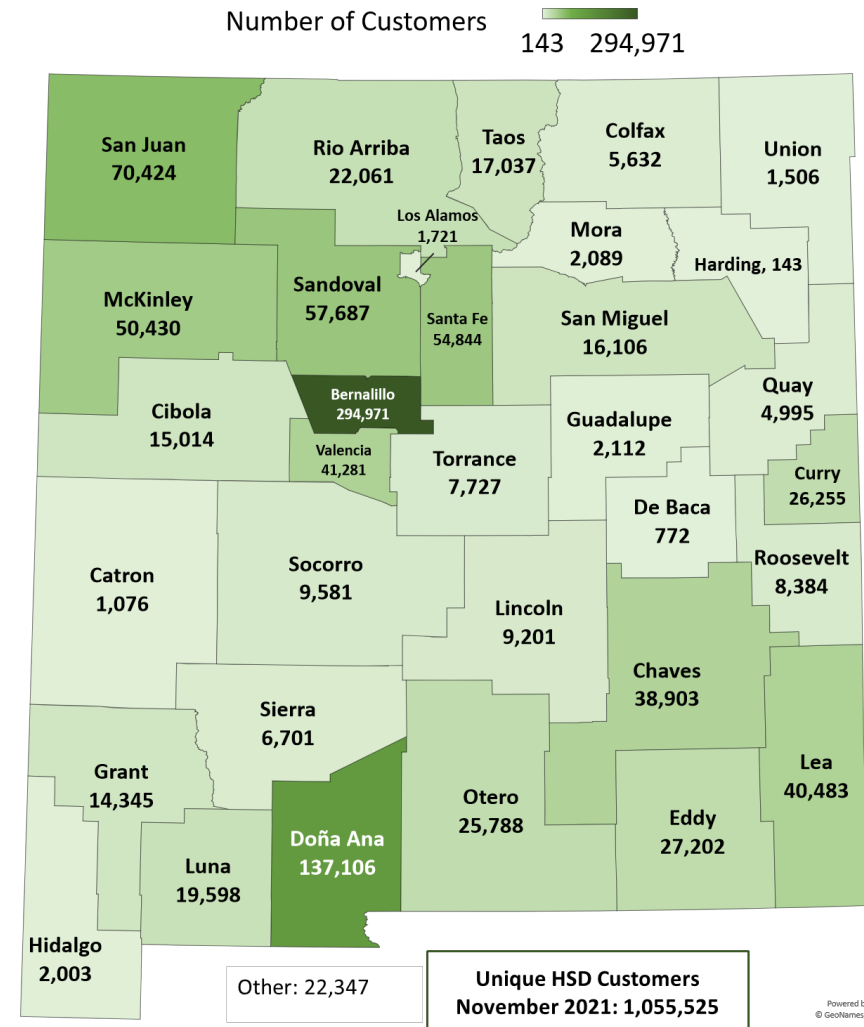 Number of Customers
143 294,971
San Juan
70,424
Rio Arriba
22,061
Taos
17,037
Colfax
5,632
Union
1,506
Los Alamos
1,721
Mora
2,089
Harding, 143
McKinley
50,430
Sandoval
57,687
Santa Fe
54,844
San Miguel
16,106
Quay
4,995
Cibola
15,014
Bernalillo
294,971
Valencia
41,281
Torrance
7,727
Guadalupe
2,112
Curry
26,255
De Baca
772
Roosevelt
8,384
Catron
1,076
Socorro
9,581
Lincoln
9,201
Chaves
38,903
Sierra
6,701
Grant
14,345
Doña Ana
137,106
Otero
25,788
Eddy
27,202
Lea
40,483
Luna
19,598
Hidalgo
2,003
Other: 22,347
Unique HSD Customers
November 2021: 1,055,525
Powered b
© GeoNames